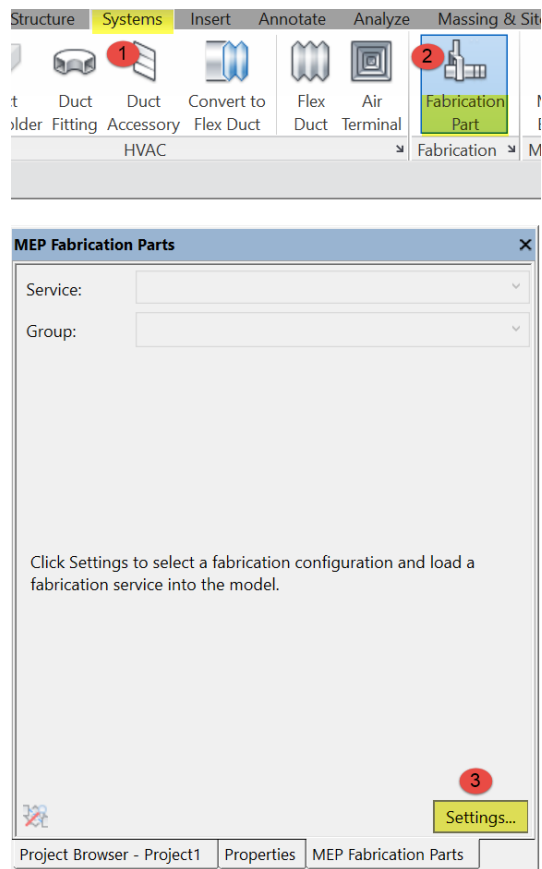 Structure Systems Insert Annotate Analyze Massing & Site
1 2
Duct Duct Convert to Flex Air Fabrication
Fitting Accessory Flex Duct Duct Terminal Part
HVAC Fabrication
MEP Fabrication Parts
Service:
Group:
Click Settings to select a fabrication configuration and load a
fabrication service into the model.
3
Settings...
Project Browser - Project1 Properties MEP Fabrication Parts